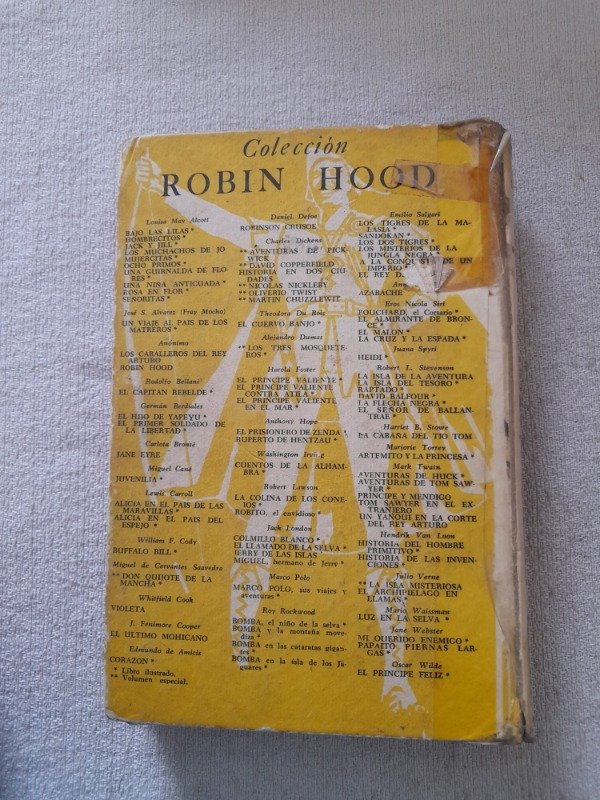 Colección
ROBIN HOOD
Louisa May Alcott
BAJO LAS LILAS *
HOMBRECITOS *
JACK Y JILL *
LOS MUCHACHOS DE JO
MUJERCITAS *
OCHO PRIMOS *
UNA GUIRNALDA DE FLO-
RES *
UNA NIÑA ANTICUADA *
ROSA EN FLOR *
SEÑORITAS *
José S. Alvarez (Fray Mocho)
UN VIAJE AL PAIS DE LOS
MATREROS *
Anónimo
LOS CABALLEROS DEL REY
ARTURO
ROBIN HOOD
Rodolfo Bellani
EL CAPITAN REBELDE *
Germán Berdiales
EL HIJO DE YAPEYU *
EL PRIMER SOLDADO DE
LA LIBERTAD *
Carlota Brontë
JANE EYRE
Miguel Cané
JUVENILIA *
Lewis Carroll
ALICIA EN EL PAIS DE LAS
MARAVILLAS *
ALICIA EN EL PAIS DEL
ESPEJO *
William F. Cody
BUFFALO BILL *
Miguel de Cervantes Saavedra
** DON QUIJOTE DE LA
MANCHA *
Whitfield Cook
VIOLETA
J. Fenimore Cooper
EL ULTIMO MOHICANO
Edmundo de Amicis
CORAZON *
* Libro ilustrado.
** Volumen especial.
Daniel Defoe
ROBINSON CRUSOE
Charles Dickens
** AVENTURAS DE PICK-
WICK
** DAVID COPPERFIELD
HISTORIA EN DOS CIU-
DADES
** NICOLAS NICKLEBY
** OLIVERIO TWIST
** MARTIN CHUZZLEWIT
Theodora Du Bois
EL CUERVO BANJO *
Alejandro Dumas
** LOS TRES MOSQUETE-
ROS *
Harold Foster
EL PRINCIPE VALIENTE *
EL PRINCIPE VALIENTE
CONTRA ATILA *
EL PRINCIPE VALIENTE
EN EL MAR *
Anthony Hope
EL PRISIONERO DE ZENDA *
RUPERTO DE HENTZAU *
Wáshington Irving
CUENTOS DE LA ALHAM-
BRA *
Robert Lawson
LA COLINA DE LOS CONE-
JOS *
ROBITO, el envidioso *
Jack London
COLMILLO BLANCO *
EL LLAMADO DE LA SELVA *
JERRY DE LAS ISLAS
MIGUEL, hermano de Jerry *
Marco Polo
MARCO POLO, sus viajes y
aventuras *
Roy Rockwood
BOMBA, el niño de la selva *
BOMBA y la montaña move-
diza *
BOMBA en las cataratas gigan-
tes *
BOMBA en la isla de los Ja-
guares *
Emilio Salgari
LOS TIGRES DE LA MA-
LASIA *
SANDOKAN *
LOS DOS TIGRES *
LOS MISTERIOS DE LA
JUNGLA NEGRA *
A LA CONQUISTA DE UN
IMPERIO *
EL REY D
Ann
AZABACHE
Eros Nicola Siri
FOUCHARD, el Corsario *
EL ALMIRANTE DE BRON-
CE *
EL MALON *
LA CRUZ Y LA ESPADA *
Juana Spyri
HEIDI *
Robert L. Stevenson
LA ISLA DE LA AVENTURA
LA ISLA DEL TESORO *
RAPTADO *
DAVID BALFOUR *
LA FLECHA NEGRA *
EL SEÑOR DE BALLAN-
TRAE *
Harriet B. Stowe
LA CABAÑA DEL TIO TOM
Marjorie Torrey
ARTEMITO Y LA PRINCESA *
Mark Twain
AVENTURAS DE HUCK *
AVENTURAS DE TOM SAW-
YER *
PRINCIPE Y MENDIGO
TOM SAWYER EN EL EX-
TRANJERO
UN YANQUI EN LA CORTE
DEL REY ARTURO
Hendrik Van Loon
HISTORIA DEL HOMBRE
PRIMITIVO *
HISTORIA DE LAS INVEN-
CIONES *
Julio Verne
** LA ISLA MISTERIOSA
EL ARCHIPIELAGO EN
LLAMAS *
Mario Waissman
LUZ EN LA SELVA *
Jane Webster
MI QUERIDO ENEMIGO *
PAPAITO PIERNAS LAR-
GAS *
Oscar Wilde
EL PRINCIPE FELIZ *